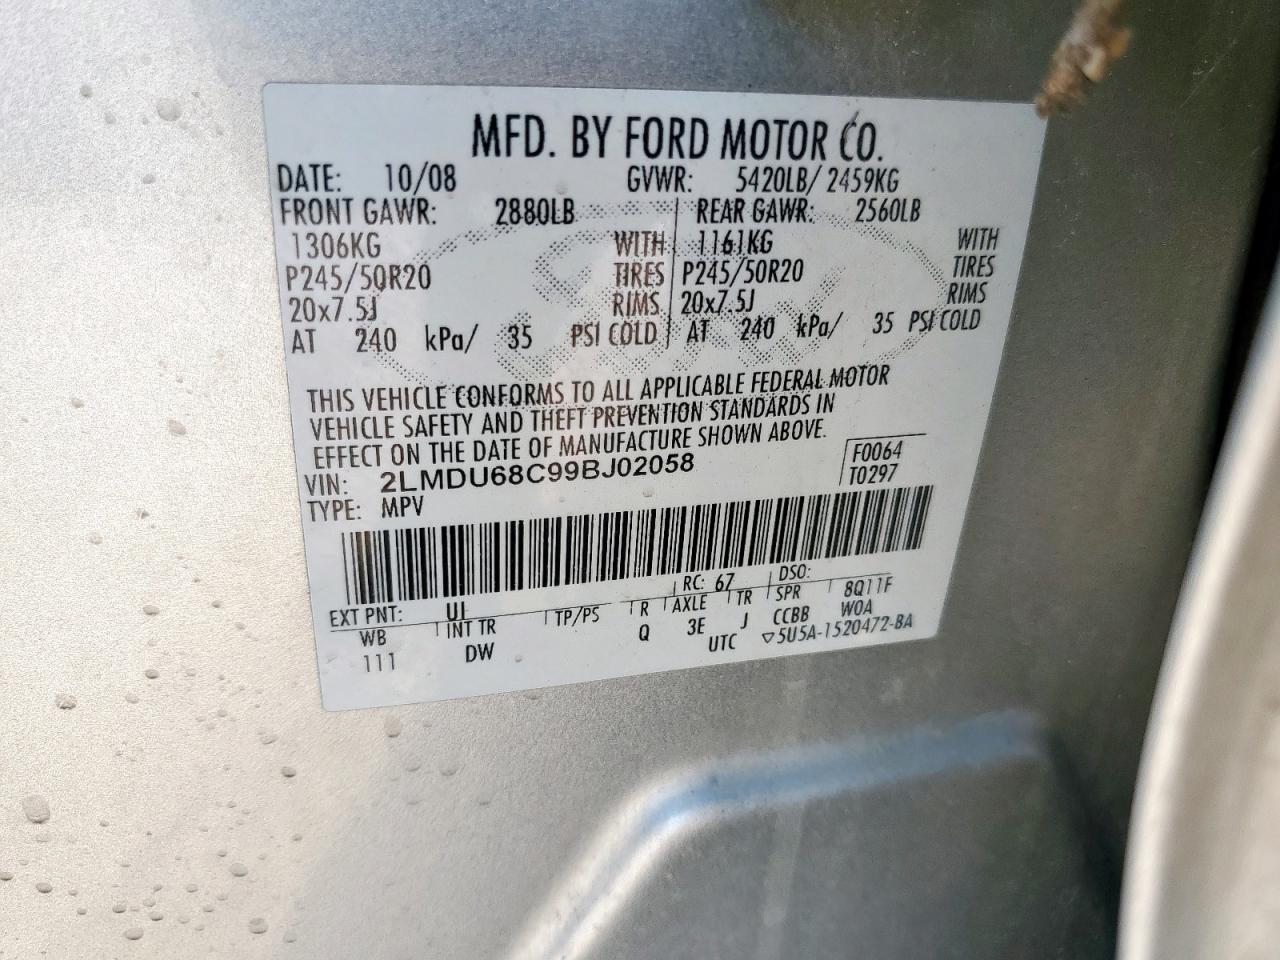 MFD. BY FORD MOTOR CO.
DATE: 10/08 GVWR: 5420LB/ 2459KG
FRONT GAWR: 2880LB REAR GAWR: 2560LB
1306KG WITH 1161KG WITH
P245/50R20 TIRES P245/50R20 TIRES
20x7.5J RIMS 20x7.5J RIMS
AT 240 kPa/ 35 PSI COLD AT 240 kPa/ 35 PSI COLD
THIS VEHICLE CONFORMS TO ALL APPLICABLE FEDERAL MOTOR
VEHICLE SAFETY AND THEFT PREVENTION STANDARDS IN
EFFECT ON THE DATE OF MANUFACTURE SHOWN ABOVE.
VIN: 2LMDU68C99BJ02058
F0064
T0297
TYPE: MPV
EXT PNT: UJ RC: 67 DSO:
WB INT TR TP/PS R AXLE TR SPR 8Q11F
111 DW Q 3E J CCBB WOA
UTC ▽5U5A-1520472-BA